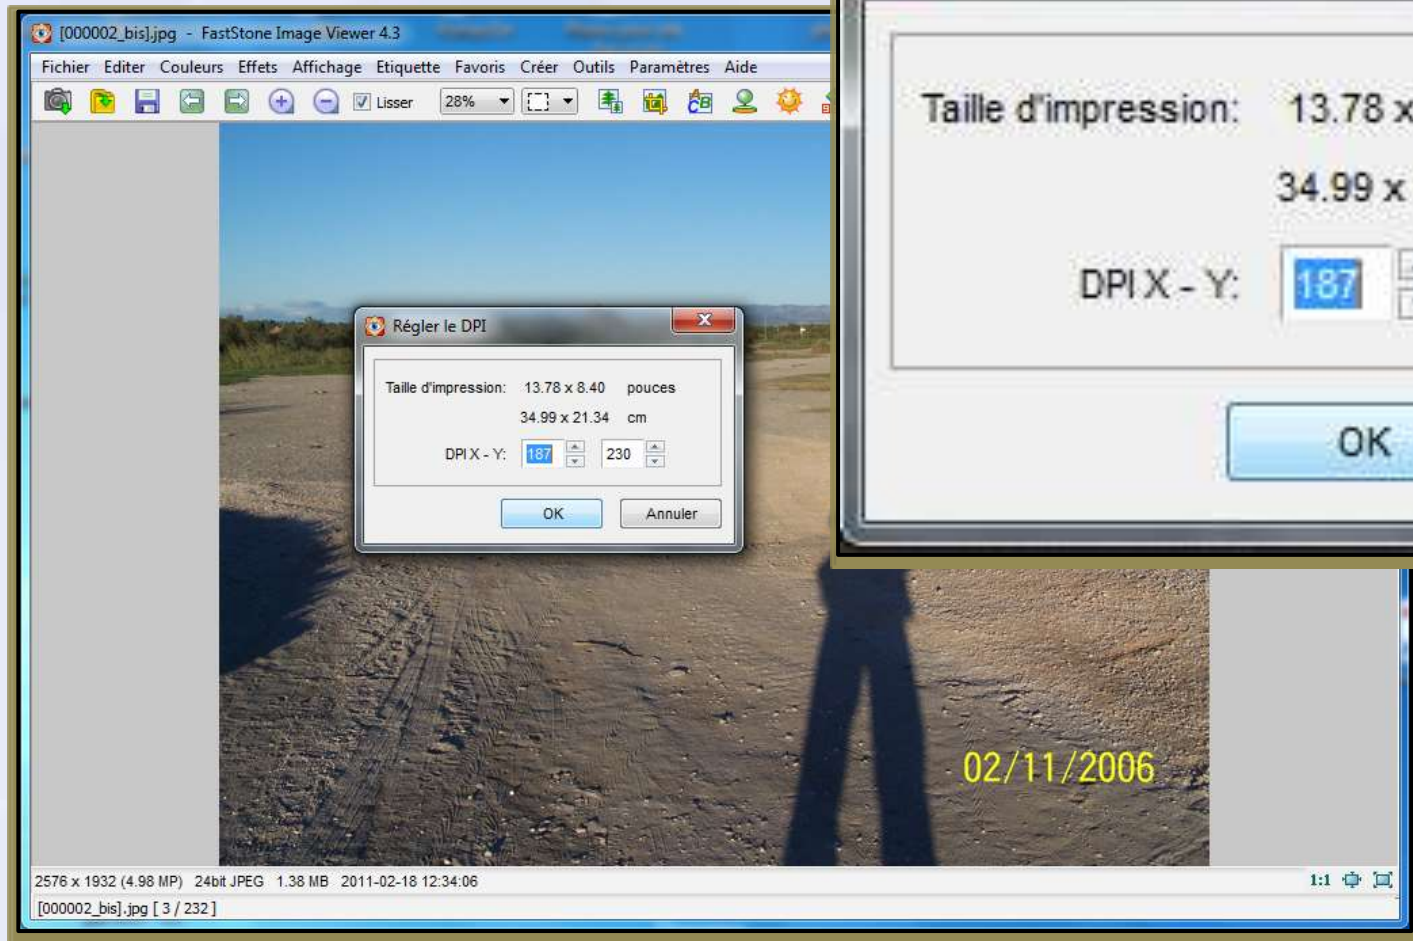 [000002_bis].jpg - FastStone Image Viewer 4.3
Fichier Editer Couleurs Effets Affichage Etiquette Favoris Créer Outils Paramètres Aide
Lisser 28%
Régler le DPI
Taille d'impression: 13.78 x 8.40 pouces
34.99 x 21.34 cm
DPI X - Y: 187 230
OK Annuler
Taille d'impression: 13.78 x
34.99 x
DPI X - Y: 187
OK
02/11/2006
2576 x 1932 (4.98 MP) 24bit JPEG 1.38 MB 2011-02-18 12:34:06
1:1
[000002_bis].jpg [ 3 / 232 ]